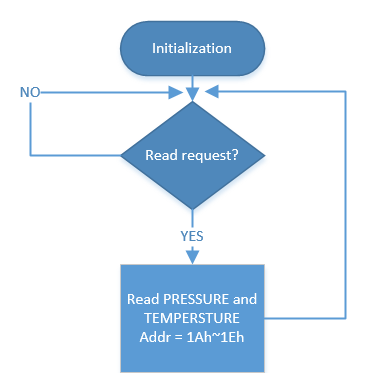 Initialization
NO
Read request?
YES
Read PRESSURE and
TEMPERSTURE
Addr = 1Ah~1Eh